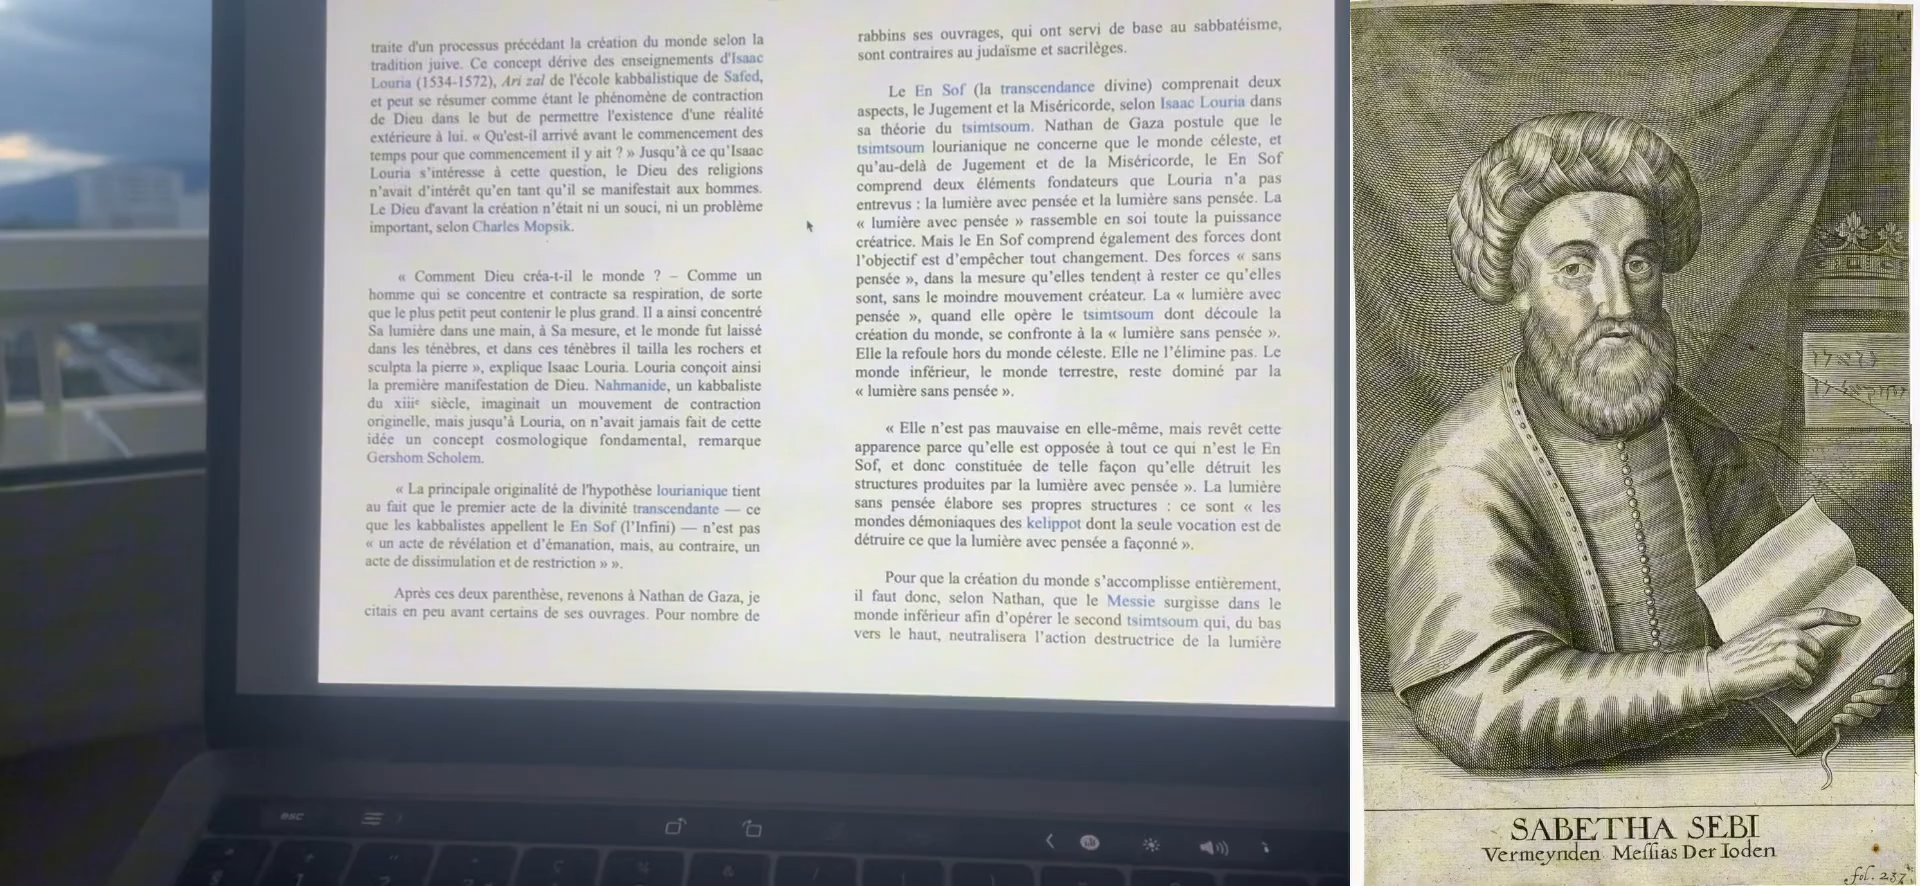 traite d'un processus précédant la création du monde selon la
tradition juive. Ce concept dérive des enseignements d'Isaac
Louria (1534-1572), Ari zal de l'école kabbalistique de Safed,
et peut se résumer comme étant le phénomène de contraction
de Dieu dans le but de permettre l'existence d'une réalité
extérieure à lui. « Qu'est-il arrivé avant le commencement des
temps pour que commencement il y ait ? » Jusqu'à ce qu'Isaac
Louria s'intéresse à cette question, le Dieu des religions
n'avait d'intérêt qu'en tant qu'il se manifestait aux hommes.
Le Dieu d'avant la création n'était ni un souci, ni un problème
important, selon Charles Mopsik.
« Comment Dieu créa-t-il le monde ? – Comme un
homme qui se concentre et contracte sa respiration, de sorte
que le plus petit peut contenir le plus grand. Il a ainsi concentré
Sa lumière dans une main, à Sa mesure, et le monde fut laissé
dans les ténèbres, et dans ces ténèbres il tailla les rochers et
sculpta la pierre », explique Isaac Louria. Louria conçoit ainsi
la première manifestation de Dieu. Nahmanide, un kabbaliste
du xiiie siècle, imaginait un mouvement de contraction
originelle, mais jusqu'à Louria, on n'avait jamais fait de cette
idée un concept cosmologique fondamental, remarque
Gershom Scholem.
« La principale originalité de l'hypothèse lourianique tient
au fait que le premier acte de la divinité transcendante — ce
que les kabbalistes appellent le En Sof (l'Infini) — n'est pas
« un acte de révélation et d'émanation, mais, au contraire, un
acte de dissimulation et de restriction » ».
Après ces deux parenthèse, revenons à Nathan de Gaza, je
citais en peu avant certains de ses ouvrages. Pour nombre de
rabbins ses ouvrages, qui ont servi de base au sabbatéisme,
sont contraires au judaïsme et sacrilèges.
Le En Sof (la transcendance divine) comprenait deux
aspects, le Jugement et la Miséricorde, selon Isaac Louria dans
sa théorie du tsimtsoum. Nathan de Gaza postule que le
tsimtsoum lourianique ne concerne que le monde céleste, et
qu'au-delà de Jugement et de la Miséricorde, le En Sof
comprend deux éléments fondateurs que Louria n'a pas
entrevus : la lumière avec pensée et la lumière sans pensée. La
« lumière avec pensée » rassemble en soi toute la puissance
créatrice. Mais le En Sof comprend également des forces dont
l'objectif est d'empêcher tout changement. Des forces « sans
pensée », dans la mesure qu'elles tendent à rester ce qu'elles
sont, sans le moindre mouvement créateur. La « lumière avec
pensée », quand elle opère le tsimtsoum dont découle la
création du monde, se confronte à la « lumière sans pensée ».
Elle la refoule hors du monde céleste. Elle ne l'élimine pas. Le
monde inférieur, le monde terrestre, reste dominé par la
« lumière sans pensée ».
« Elle n'est pas mauvaise en elle-même, mais revêt cette
apparence parce qu'elle est opposée à tout ce qui n'est le En
Sof, et donc constituée de telle façon qu'elle détruit les
structures produites par la lumière avec pensée ». La lumière
sans pensée élabore ses propres structures : ce sont « les
mondes démoniaques des kelippot dont la seule vocation est de
détruire ce que la lumière avec pensée a façonné ».
Pour que la création du monde s'accomplisse entièrement,
il faut donc, selon Nathan, que le Messie surgisse dans le
monde inférieur afin d'opérer le second tsimtsoum qui, du bas
vers le haut, neutralisera l'action destructrice de la lumière
esc
SABETHA SEBI
Vermeynden Messias Der Ioden
fol. 237